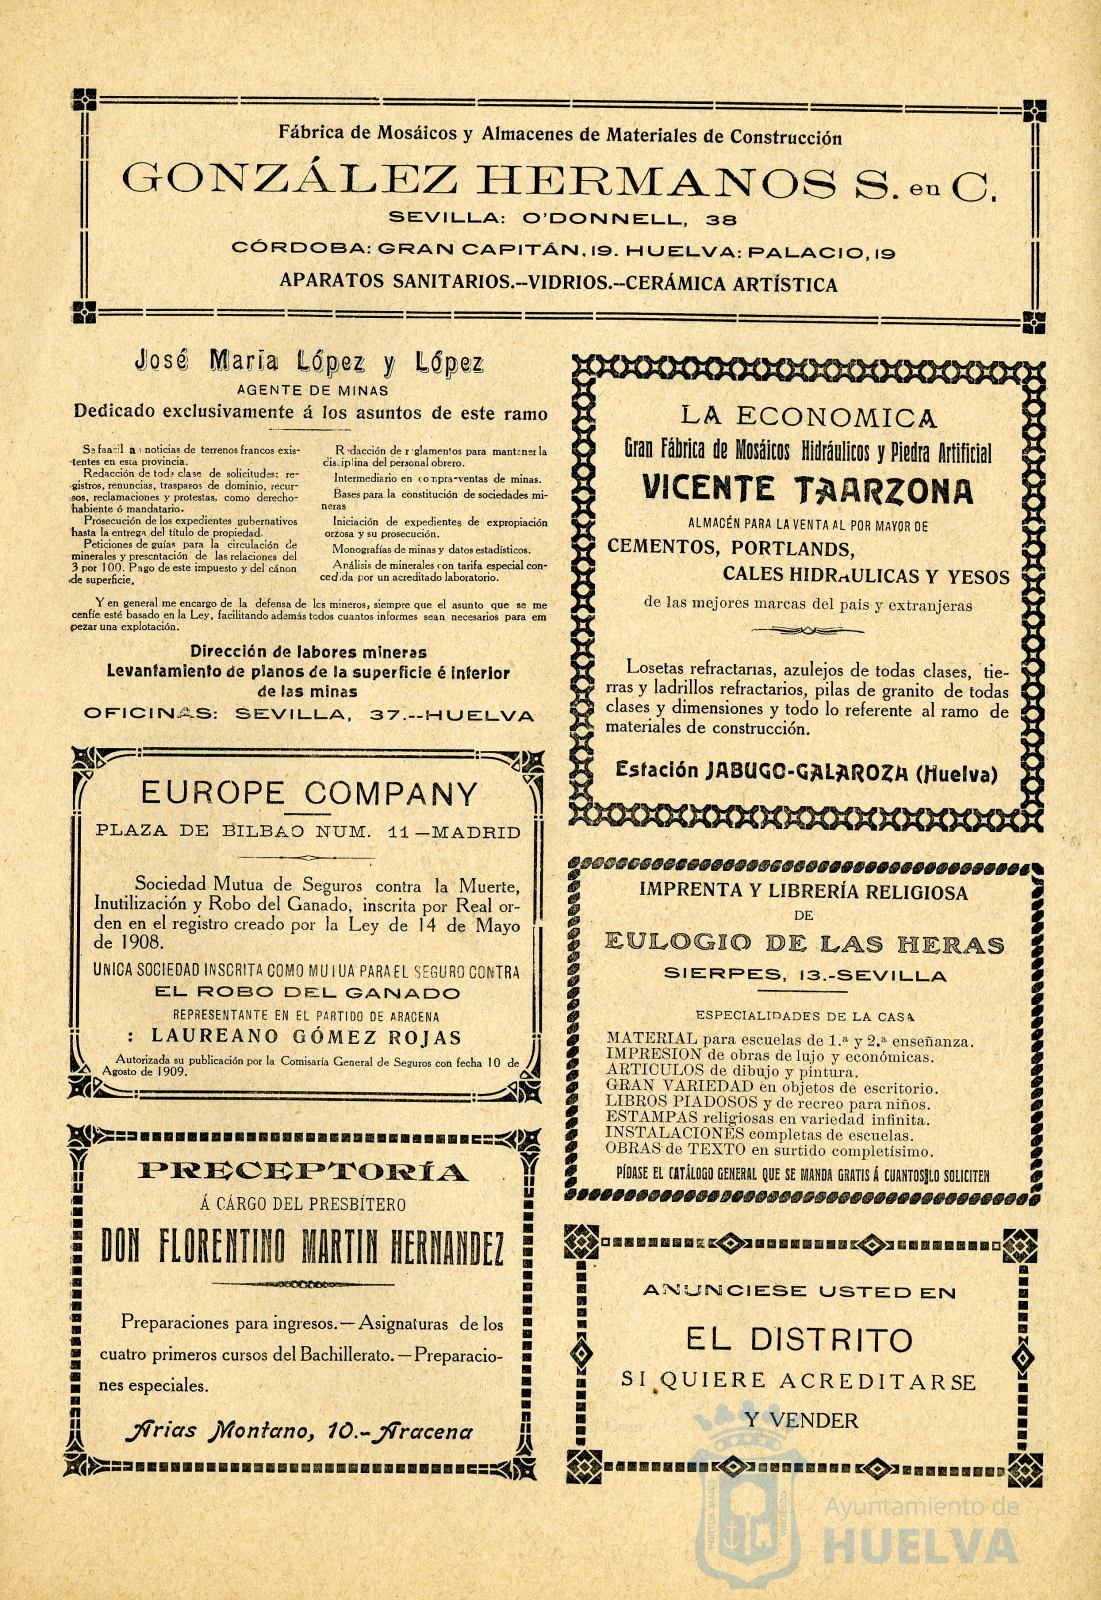 Fábrica de Mosáicos y Almacenes de Materiales de Construcción
GONZÁLEZ HERMANOS S. en C.
SEVILLA: O'DONNELL, 38
CÓRDOBA: GRAN CAPITÁN, 19. HUELVA: PALACIO, 19
APARATOS SANITARIOS.--VIDRIOS.--CERÁMICA ARTÍSTICA
José María López y López
AGENTE DE MINAS
Dedicado exclusivamente á los asuntos de este ramo
noticias de terrenos francos exis-
tentes en esta provincia.
Redacción de toda clase de solicitudes: re-
gistros, renuncias, traspasos de dominio, recur-
sos, reclamaciones y protestas, como derecho-
habiente ó mandatario.
Prosecución de los expedientes gubernativos
hasta la entrega del título de propiedad.
Peticiones de guías para la circulación de
minerales y presentación de las relaciones del
3 por 100. Pago de este impuesto y del cánon
de superficie.
R dacción de r glamentos para mantener la
disciplina del personal obrero.
Intermediario en compra-ventas de minas.
Bases para la constitución de sociedades mi-
neras
Iniciación de expedientes de expropiación
orzosa y su prosecución.
Monografías de minas y datos estadísticos.
Análisis de minerales con tarifa especial con-
cedida por un acreditado laboratorio.
Y en general me encargo de la defensa de los mineros, siempre que el asunto que se me
cenfíe esté basado en la Ley, facilitando además todos cuantos informes sean necesarios para em
pezar una explotación.
Dirección de labores mineras
Levantamiento de planos de la superficie é inferior
de las minas
OFICINAS: SEVILLA, 37.--HUELVA
LA ECONOMICA
Gran Fábrica de Mosáicos Hidráulicos y Piedra Artificial
VICENTE TAARZONA
ALMACÉN PARA LA VENTA AL POR MAYOR DE
CEMENTOS, PORTLANDS,
CALES HIDRAULICAS Y YESOS
de las mejores marcas del país y extranjeras
Losetas refractarias, azulejos de todas clases, tie-
rras y ladrillos refractarios, pilas de granito de todas
clases y dimensiones y todo lo referente al ramo de
materiales de construcción.
Estación JABUGO-GALAROZA (Huelva)
EUROPE COMPANY
PLAZA DE BILBAO NUM. 11—MADRID
Sociedad Mutua de Seguros contra la Muerte,
Inutilización y Robo del Ganado, inscrita por Real or-
den en el registro creado por la Ley de 14 de Mayo
de 1908.
UNICA SOCIEDAD INSCRITA COMO MUTUA PARA EL SEGURO CONTRA
EL ROBO DEL GANADO
REPRESENTANTE EN EL PARTIDO DE ARACENA
: LAUREANO GÓMEZ ROJAS
Autorizada su publicación por la Comisaría General de Seguros con fecha 10 de
Agosto de 1909.
IMPRENTA Y LIBRERÍA RELIGIOSA
DE
EULOGIO DE LAS HERAS
SIERPES, 13.-SEVILLA
ESPECIALIDADES DE LA CASA
MATERIAL para escuelas de 1.ª y 2.ª enseñanza.
IMPRESION de obras de lujo y económicas.
ARTICULOS de dibujo y pintura.
GRAN VARIEDAD en objetos de escritorio.
LIBROS PIADOSOS y de recreo para niños.
ESTAMPAS religiosas en variedad infinita.
INSTALACIONES completas de escuelas.
OBRAS de TEXTO en surtido completísimo.
PÍDASE EL CATÁLOGO GENERAL QUE SE MANDA GRATIS Á CUANTOS LO SOLICITEN
PRECEPTORÍA
Á CÁRGO DEL PRESBÍTERO
DON FLORENTINO MARTIN HERNANDEZ
Preparaciones para ingresos.—Asignaturas de los
cuatro primeros cursos del Bachillerato.—Preparacio-
nes especiales.
Arias Montano, 10.-Aracena
ANUNCIESE USTED EN
EL DISTRITO
SI QUIERE ACREDITARSE
Y VENDER
Ayuntamiento de
HUELVA